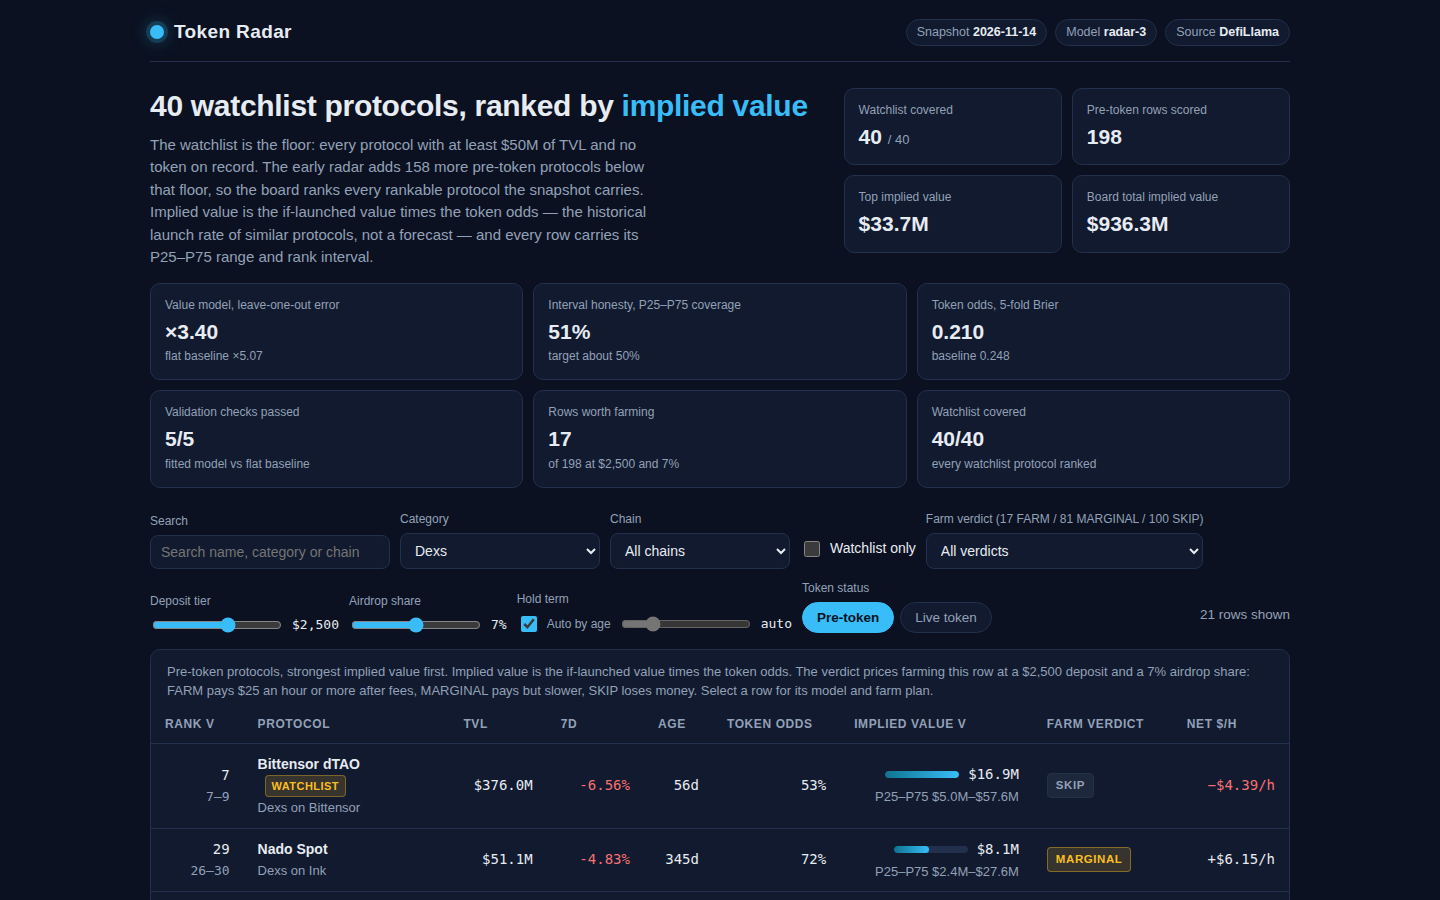 Token Radar
Snapshot 2026-11-14
Model radar-3
Source DefiLlama
40 watchlist protocols, ranked by implied value
The watchlist is the floor: every protocol with at least $50M of TVL and no
token on record. The early radar adds 158 more pre-token protocols below
that floor, so the board ranks every rankable protocol the snapshot carries.
Implied value is the if-launched value times the token odds — the historical
launch rate of similar protocols, not a forecast — and every row carries its
P25–P75 range and rank interval.
Watchlist covered
40 / 40
Pre-token rows scored
198
Top implied value
$33.7M
Board total implied value
$936.3M
Value model, leave-one-out error
×3.40
flat baseline ×5.07
Interval honesty, P25–P75 coverage
51%
target about 50%
Token odds, 5-fold Brier
0.210
baseline 0.248
Validation checks passed
5/5
fitted model vs flat baseline
Rows worth farming
17
of 198 at $2,500 and 7%
Watchlist covered
40/40
every watchlist protocol ranked
Search
Search name, category or chain
Category
Dexs
Chain
All chains
Watchlist only
Farm verdict (17 FARM / 81 MARGINAL / 100 SKIP)
All verdicts
Deposit tier
$2,500
Airdrop share
7%
Hold term
Auto by age
auto
Token status
Pre-token
Live token
21 rows shown
Pre-token protocols, strongest implied value first. Implied value is the if-launched value times the token odds. The verdict prices farming this row at a $2,500 deposit and a 7% airdrop share:
FARM pays $25 an hour or more after fees, MARGINAL pays but slower, SKIP loses money. Select a row for its model and farm plan.
RANK V PROTOCOL TVL 7D AGE TOKEN ODDS IMPLIED VALUE V FARM VERDICT NET $/H
7
7–9
Bittensor dTAO
WATCHLIST
Dexs on Bittensor
$376.0M
-6.56%
56d
53%
$16.9M
P25–P75 $5.0M–$57.6M
SKIP
−$4.39/h
29
26–30
Nado Spot
Dexs on Ink
$51.1M
-4.83%
345d
72%
$8.1M
P25–P75 $2.4M–$27.6M
MARGINAL
+$6.15/h